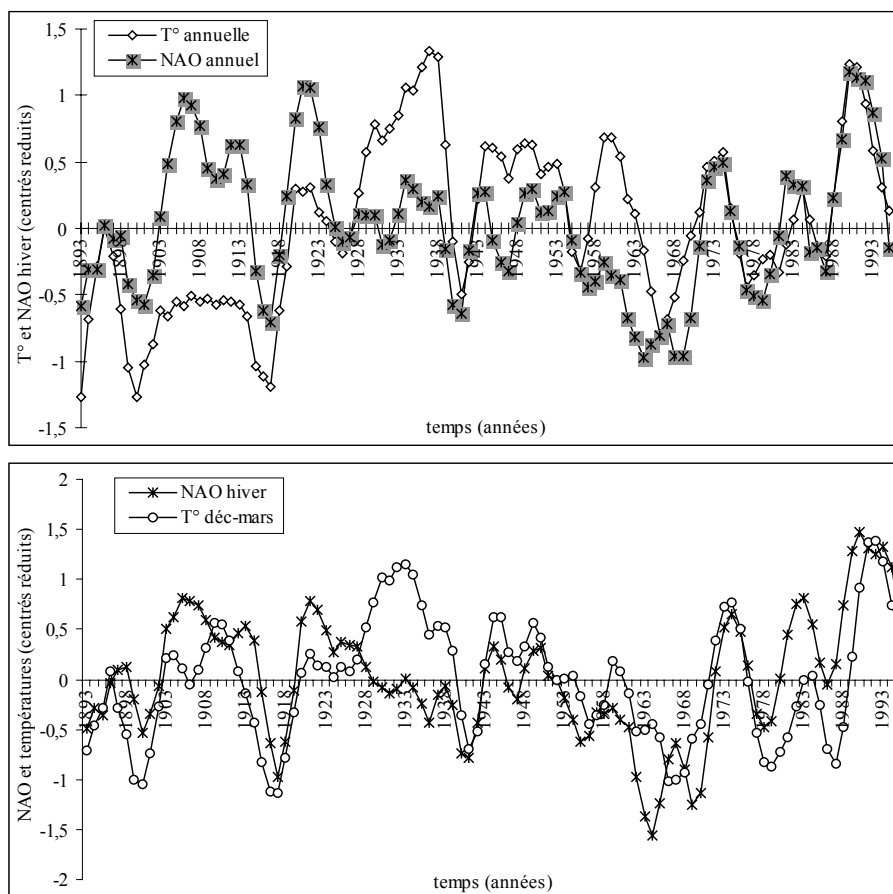 1,5
1
0,5
0
-0,5
-1
-1,5
T° et NAO hiver (centrés reduits)
T° annuelle
NAO annuel
1893 1898 1903 1908 1913 1918 1923 1928 1933 1938 1943 1948 1953 1958 1963 1968 1973 1978 1983 1988 1993
temps (années)
2
1,5
1
0,5
0
-0,5
-1
-1,5
-2
NAO et températures (centrés réduits)
NAO hiver
T° déc-mars
1893 1898 1903 1908 1913 1918 1923 1928 1933 1938 1943 1948 1953 1958 1963 1968 1973 1978 1983 1988 1993
temps (années)